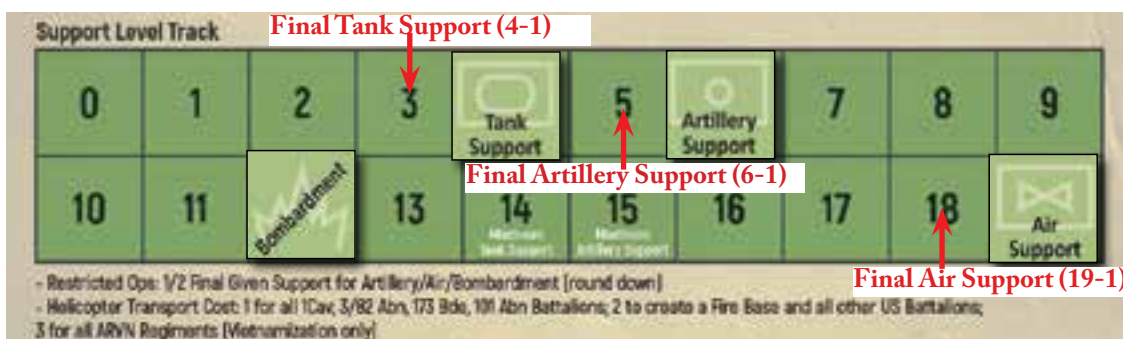 Support Level Track
Final Tank Support (4-1)
0 1 2 3 Tank Support 5 Artillery Support 7 8 9
Final Artillery Support (6-1)
10 11 Bombardment 13 14 15 16 17 18 Air Support
Tank Support Artillery Support
Final Air Support (19-1)
- Restricted Ops: 1/2 Final Given Support for Artillery/Air/Bombardment (round down)
- Helicopter Transport Cost: 1 for all 1Cav, 3/82 Abn, 173 Bde, 101 Abn Battalions; 2 to create a Fire Base and all other US Battalions;
3 for all ARVN Regiments (Vietnamization only)